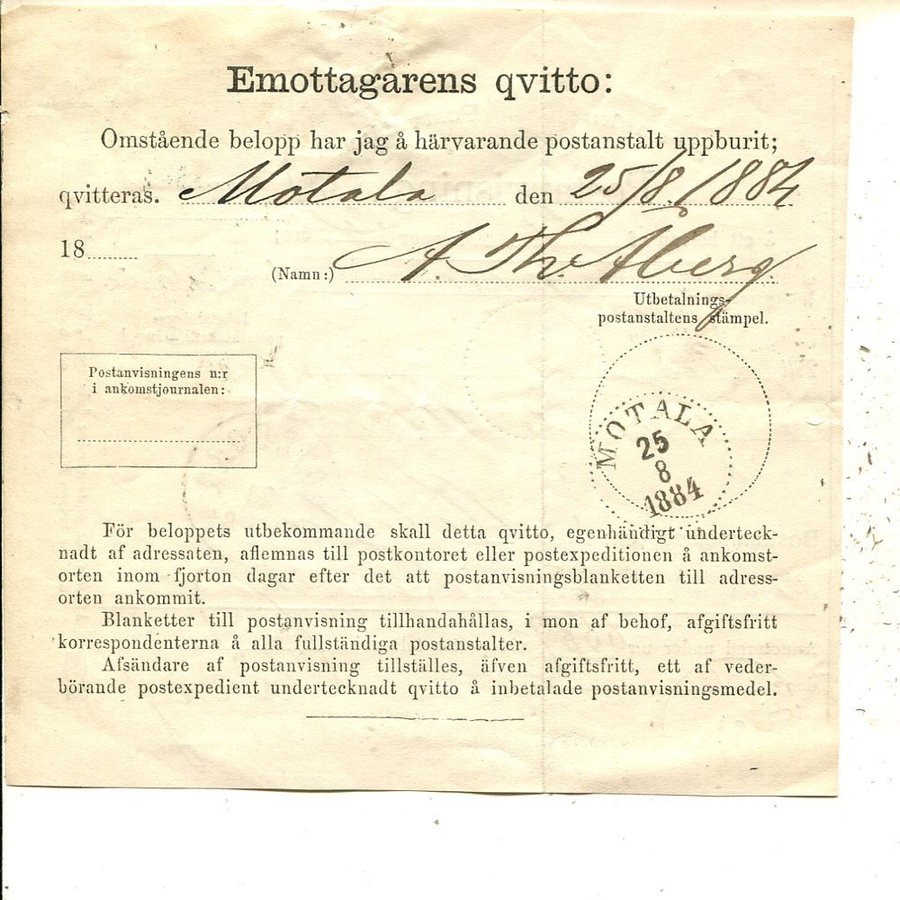 Emottagarens qvitto:
Omstående belopp har jag å härvarande postanstalt uppburit;
qvitteras. Motala den 25/8. 1884
18
(Namn:) A. Th. Åberg.
Utbetalnings-
postanstaltens stämpel.
Postanvisningens n:r
i ankomstjournalen:
MOTALA
25
8
1884
För beloppets utbekommande skall detta qvitto, egenhändigt underteck-
nadt af adressaten, aflemnas till postkontoret eller postexpeditionen å ankomst-
orten inom fjorton dagar efter det att postanvisningsblanketten till adress-
orten ankommit.
Blanketter till postanvisning tillhandahållas, i mon af behof, afgiftsfritt
korrespondenterna å alla fullständiga postanstalter.
Afsändare af postanvisning tillställes, äfven afgiftsfritt, ett af veder-
börande postexpedient undertecknadt qvitto å inbetalade postanvisningsmedel.